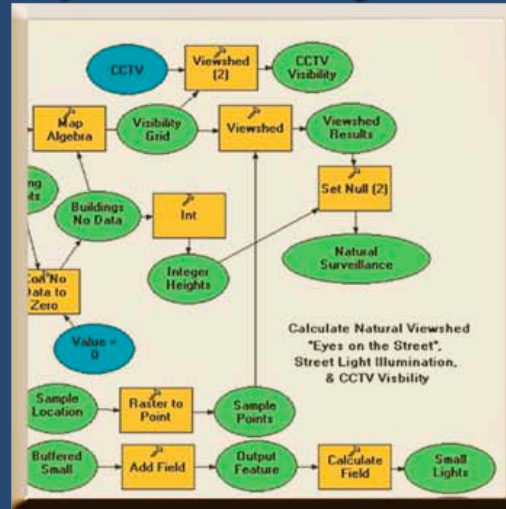 CCTV
Viewshed
(2)
CCTV
Visibility
Map
Algebra
Visibility
Grid
Viewshed
Viewshed
Results
Buildings
No Data
Int
Set Null (2)
Integer
Heights
Natural
Surveillance
No
Data to
Zero
Value =
0
Calculate Natural Viewshed
"Eyes on the Street",
Street Light Illumination,
& CCTV Visbility
Sample
Location
Raster to
Point
Sample
Points
Buffered
Small
Add Field
Output
Feature
Calculate
Field
Small
Lights